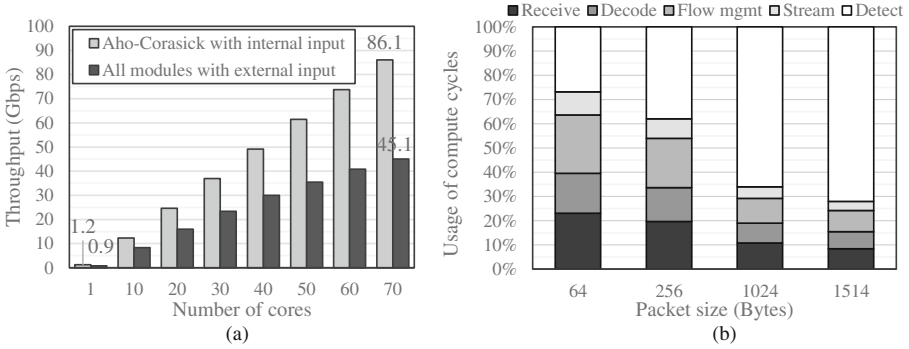 100
90
80
70
60
50
40
30
20
10
0
Throughput (Gbps)
Aho-Corasick with internal input
All modules with external input
86.1
45.1
1.2
0.9
1 10 20 30 40 50 60 70
Number of cores
(a)
Receive Decode Flow mgmt Stream Detect
100%
90%
80%
70%
60%
50%
40%
30%
20%
10%
0%
Usage of compute cycles
64 256 1024 1514
Packet size (Bytes)
(b)